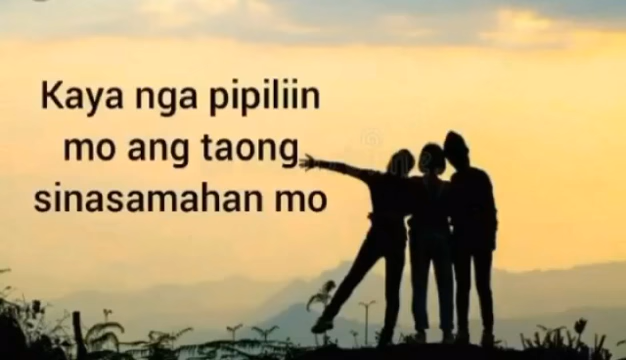 Kaya nga pipiliin
mo ang taong
sinasamahan mo